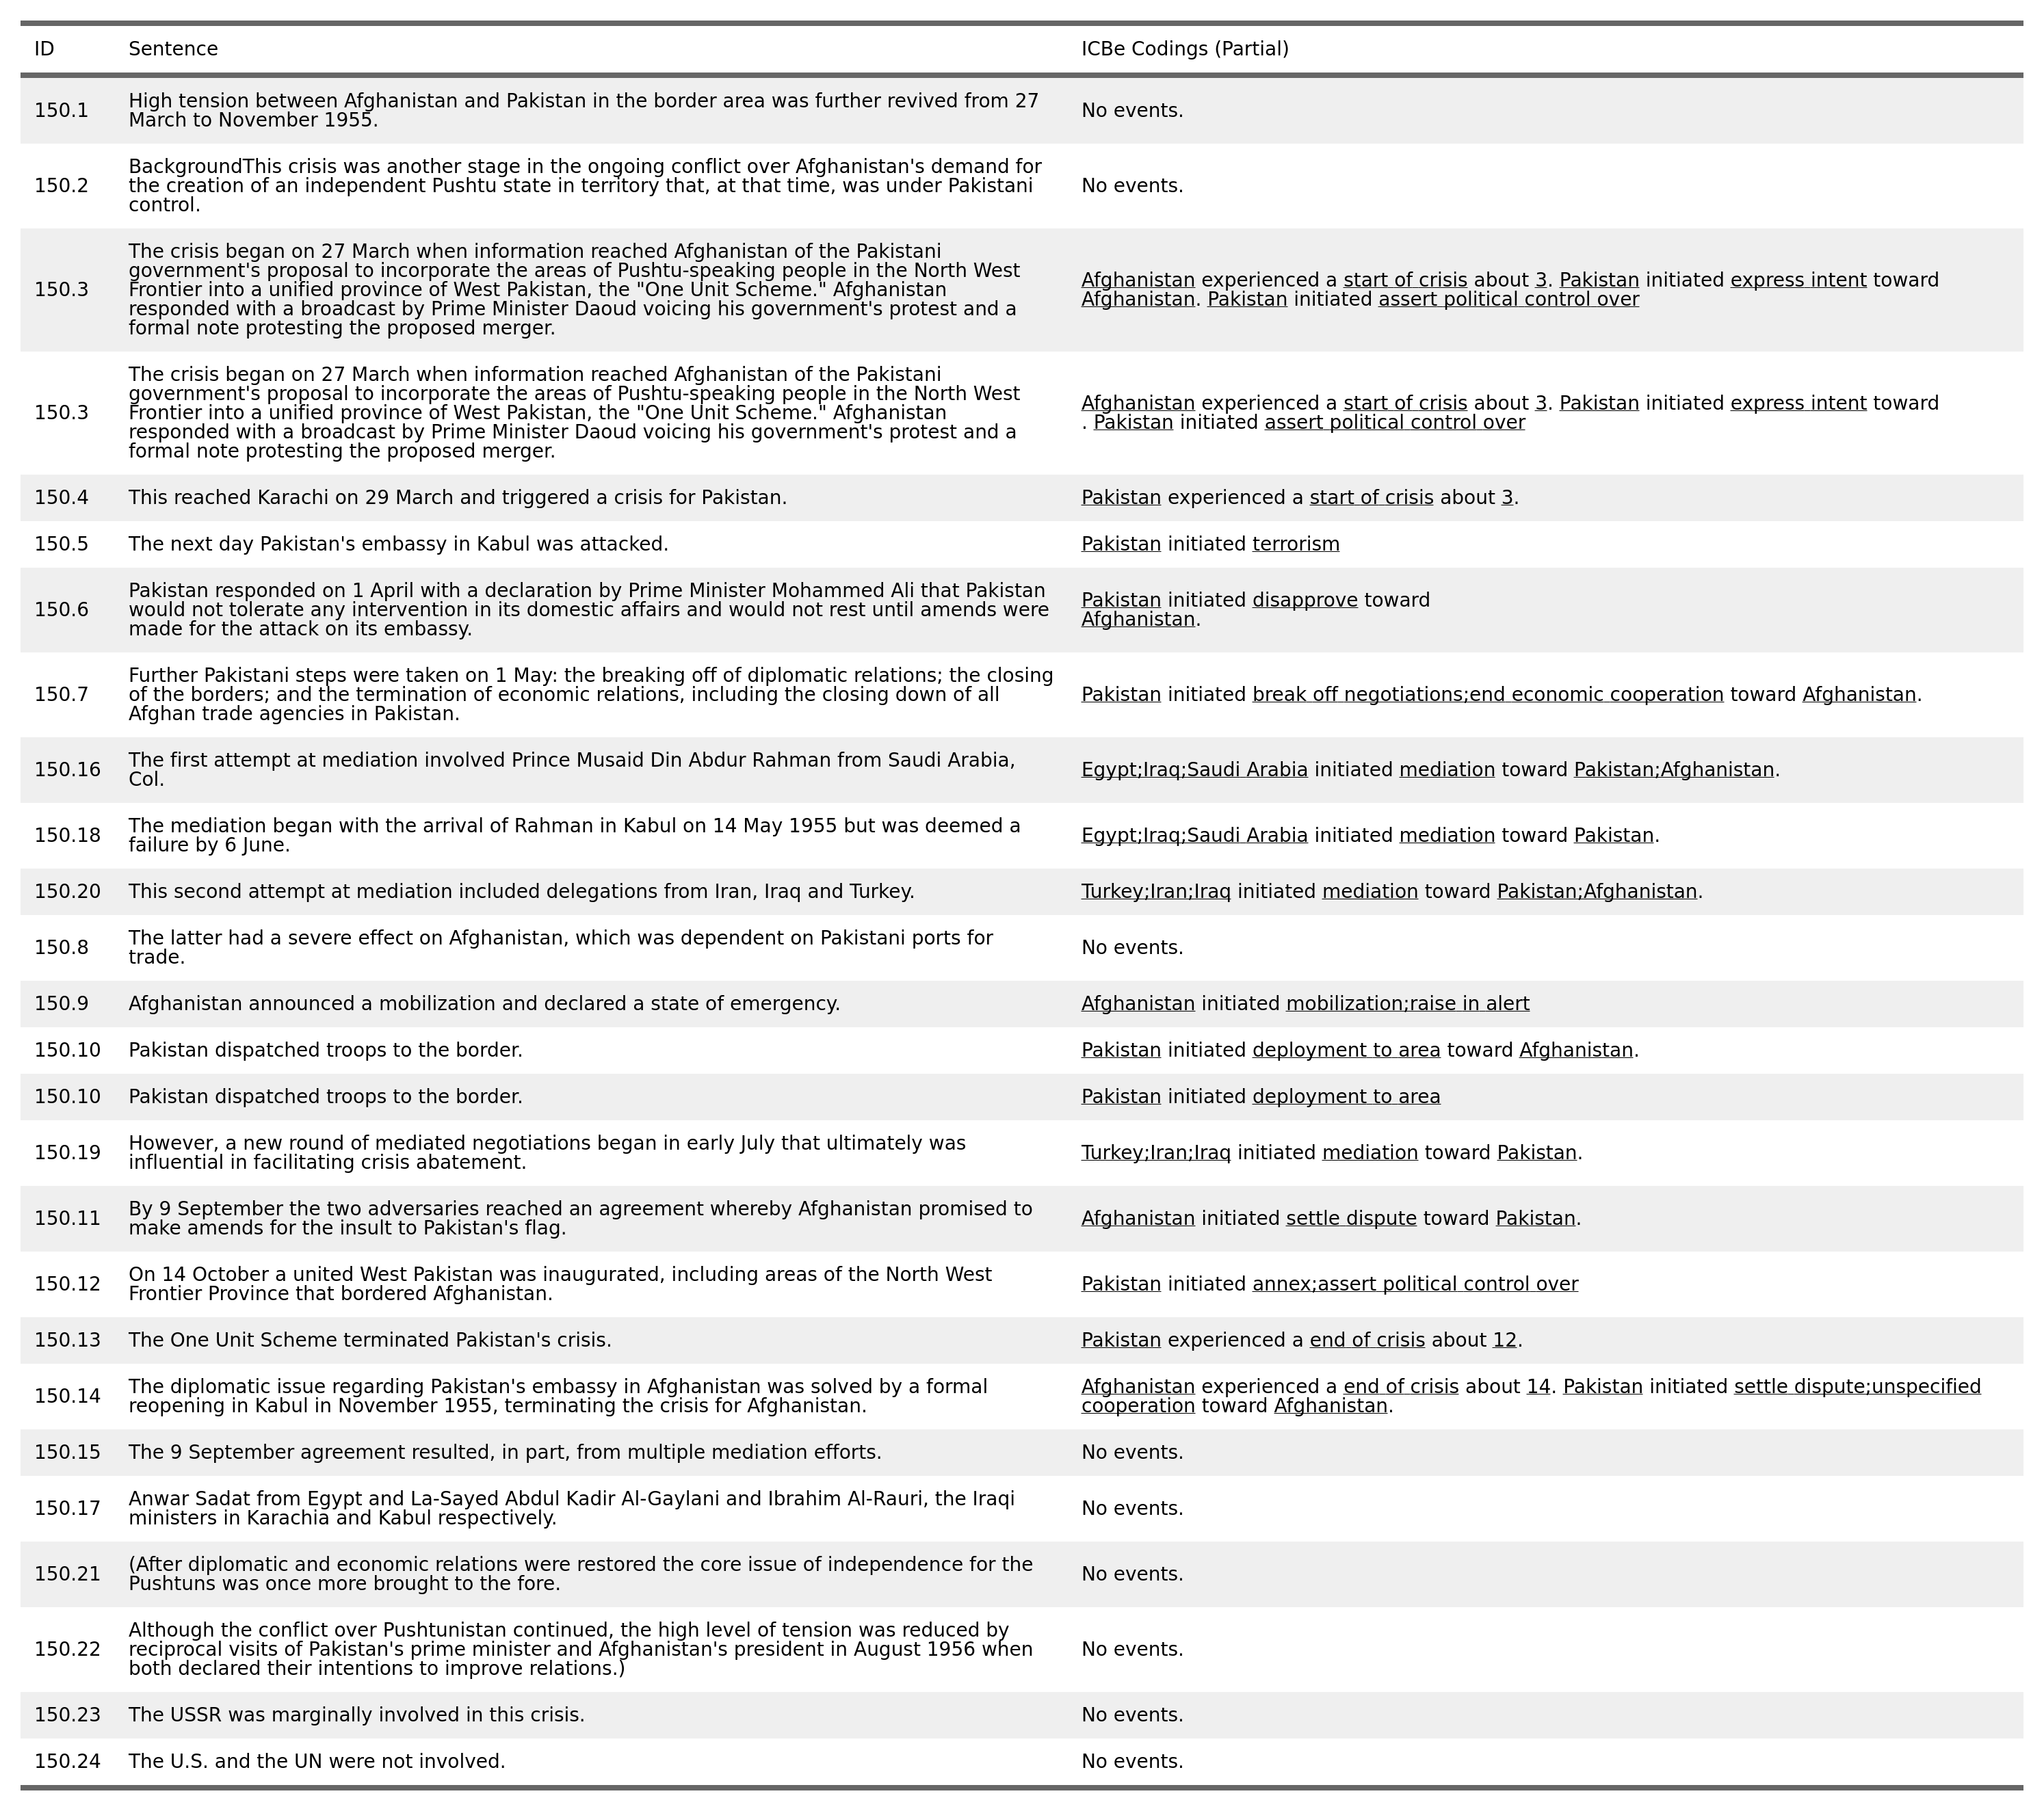 ID Sentence ICBe Codings (Partial)
150.1 High tension between Afghanistan and Pakistan in the border area was further revived from 27
March to November 1955.
No events.
150.2 BackgroundThis crisis was another stage in the ongoing conflict over Afghanistan's demand for
the creation of an independent Pushtu state in territory that, at that time, was under Pakistani
control.
No events.
150.3 The crisis began on 27 March when information reached Afghanistan of the Pakistani
government's proposal to incorporate the areas of Pushtu-speaking people in the North West
Frontier into a unified province of West Pakistan, the "One Unit Scheme." Afghanistan
responded with a broadcast by Prime Minister Daoud voicing his government's protest and a
formal note protesting the proposed merger.
Afghanistan experienced a start of crisis about 3. Pakistan initiated express intent toward
Afghanistan. Pakistan initiated assert political control over
150.3 The crisis began on 27 March when information reached Afghanistan of the Pakistani
government's proposal to incorporate the areas of Pushtu-speaking people in the North West
Frontier into a unified province of West Pakistan, the "One Unit Scheme." Afghanistan
responded with a broadcast by Prime Minister Daoud voicing his government's protest and a
formal note protesting the proposed merger.
Afghanistan experienced a start of crisis about 3. Pakistan initiated express intent toward
. Pakistan initiated assert political control over
150.4 This reached Karachi on 29 March and triggered a crisis for Pakistan. Pakistan experienced a start of crisis about 3.
150.5 The next day Pakistan's embassy in Kabul was attacked. Pakistan initiated terrorism
150.6 Pakistan responded on 1 April with a declaration by Prime Minister Mohammed Ali that Pakistan
would not tolerate any intervention in its domestic affairs and would not rest until amends were
made for the attack on its embassy.
Pakistan initiated disapprove toward
Afghanistan.
150.7 Further Pakistani steps were taken on 1 May: the breaking off of diplomatic relations; the closing
of the borders; and the termination of economic relations, including the closing down of all
Afghan trade agencies in Pakistan.
Pakistan initiated break off negotiations;end economic cooperation toward Afghanistan.
150.16 The first attempt at mediation involved Prince Musaid Din Abdur Rahman from Saudi Arabia,
Col.
Egypt;Iraq;Saudi Arabia initiated mediation toward Pakistan;Afghanistan.
150.18 The mediation began with the arrival of Rahman in Kabul on 14 May 1955 but was deemed a
failure by 6 June.
Egypt;Iraq;Saudi Arabia initiated mediation toward Pakistan.
150.20 This second attempt at mediation included delegations from Iran, Iraq and Turkey. Turkey;Iran;Iraq initiated mediation toward Pakistan;Afghanistan.
150.8 The latter had a severe effect on Afghanistan, which was dependent on Pakistani ports for
trade.
No events.
150.9 Afghanistan announced a mobilization and declared a state of emergency. Afghanistan initiated mobilization;raise in alert
150.10 Pakistan dispatched troops to the border. Pakistan initiated deployment to area toward Afghanistan.
150.10 Pakistan dispatched troops to the border. Pakistan initiated deployment to area
150.19 However, a new round of mediated negotiations began in early July that ultimately was
influential in facilitating crisis abatement.
Turkey;Iran;Iraq initiated mediation toward Pakistan.
150.11 By 9 September the two adversaries reached an agreement whereby Afghanistan promised to
make amends for the insult to Pakistan's flag.
Afghanistan initiated settle dispute toward Pakistan.
150.12 On 14 October a united West Pakistan was inaugurated, including areas of the North West
Frontier Province that bordered Afghanistan.
Pakistan initiated annex;assert political control over
150.13 The One Unit Scheme terminated Pakistan's crisis. Pakistan experienced a end of crisis about 12.
150.14 The diplomatic issue regarding Pakistan's embassy in Afghanistan was solved by a formal
reopening in Kabul in November 1955, terminating the crisis for Afghanistan.
Afghanistan experienced a end of crisis about 14. Pakistan initiated settle dispute;unspecified
cooperation toward Afghanistan.
150.15 The 9 September agreement resulted, in part, from multiple mediation efforts. No events.
150.17 Anwar Sadat from Egypt and La-Sayed Abdul Kadir Al-Gaylani and Ibrahim Al-Rauri, the Iraqi
ministers in Karachia and Kabul respectively.
No events.
150.21 (After diplomatic and economic relations were restored the core issue of independence for the
Pushtuns was once more brought to the fore.
No events.
150.22 Although the conflict over Pushtunistan continued, the high level of tension was reduced by
reciprocal visits of Pakistan's prime minister and Afghanistan's president in August 1956 when
both declared their intentions to improve relations.)
No events.
150.23 The USSR was marginally involved in this crisis. No events.
150.24 The U.S. and the UN were not involved. No events.